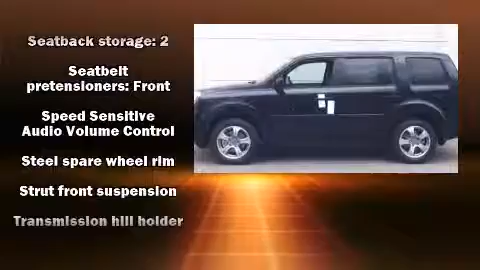 Seatback storage: 2
Seatbelt
pretensioners: Front
Speed Sensitive
Audio Volume Control
Steel spare wheel rim
Strut front suspension
Transmission hill holder